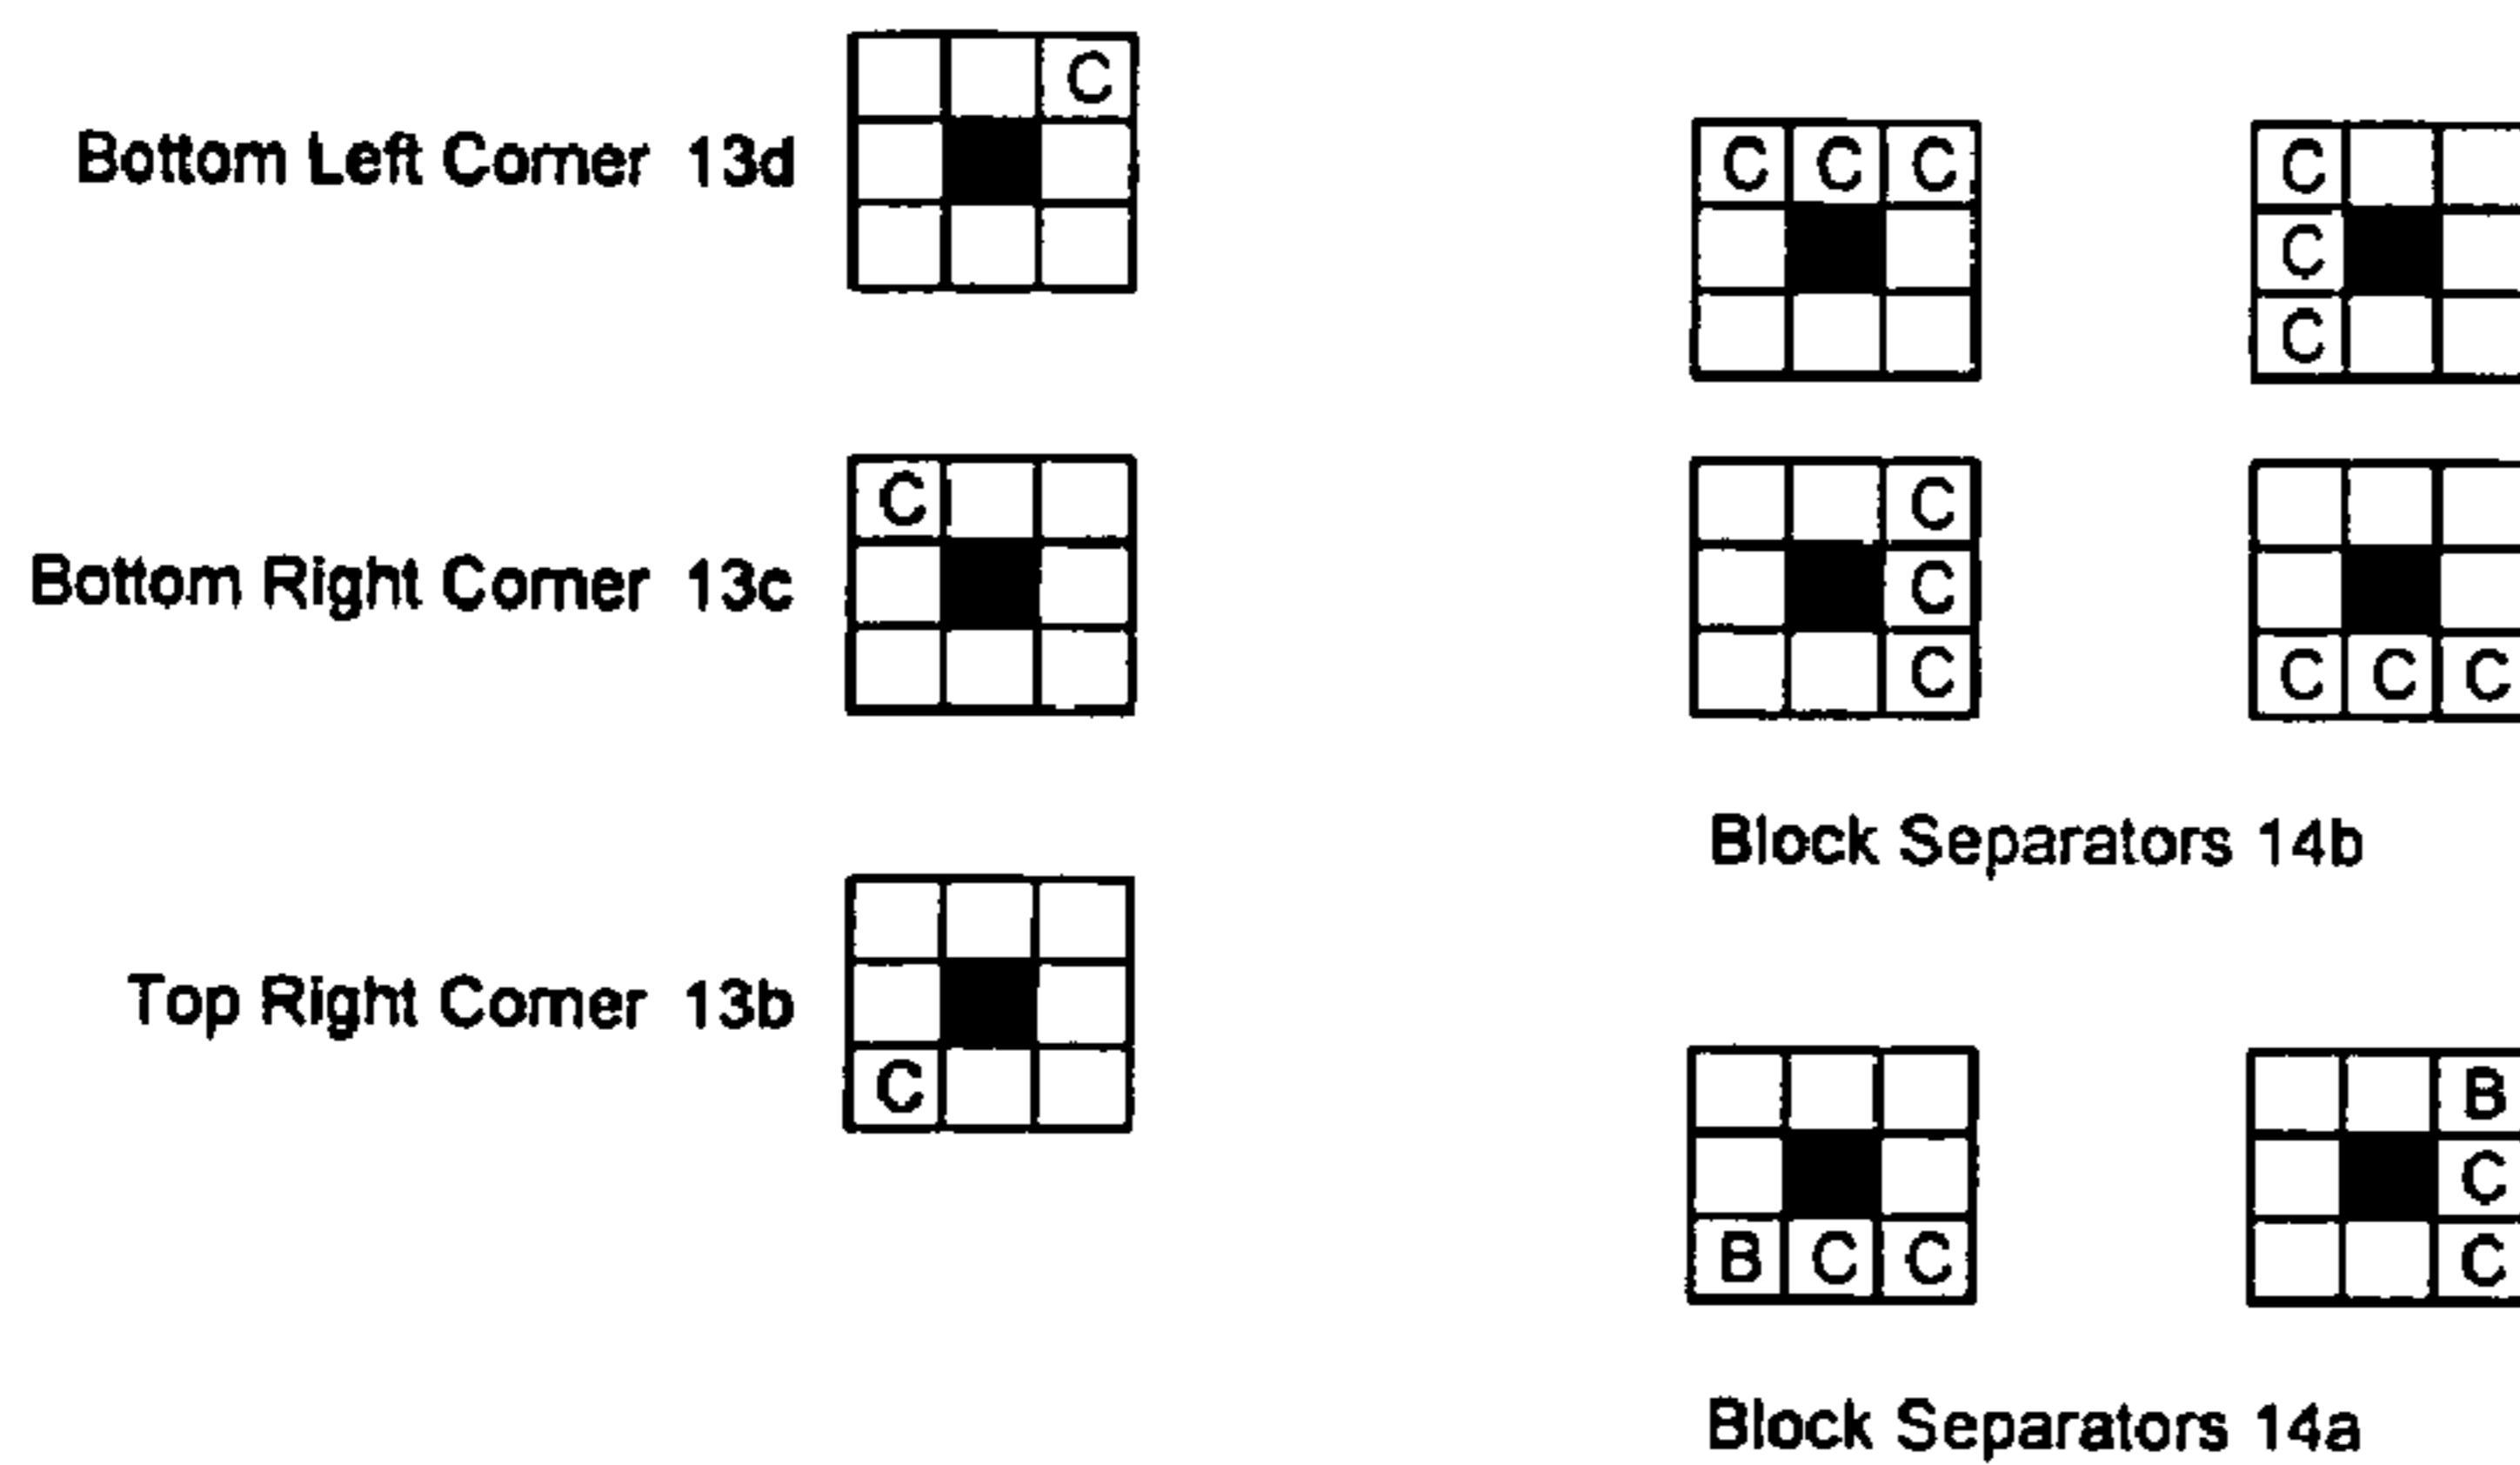 C
Bottom Left Corner 13d
C C C
C
C
C
C
Bottom Right Corner 13c
C
C
C
C C C
Block Separators 14b
Top Right Corner 13b
C
B
C
B C C
C
Block Separators 14a